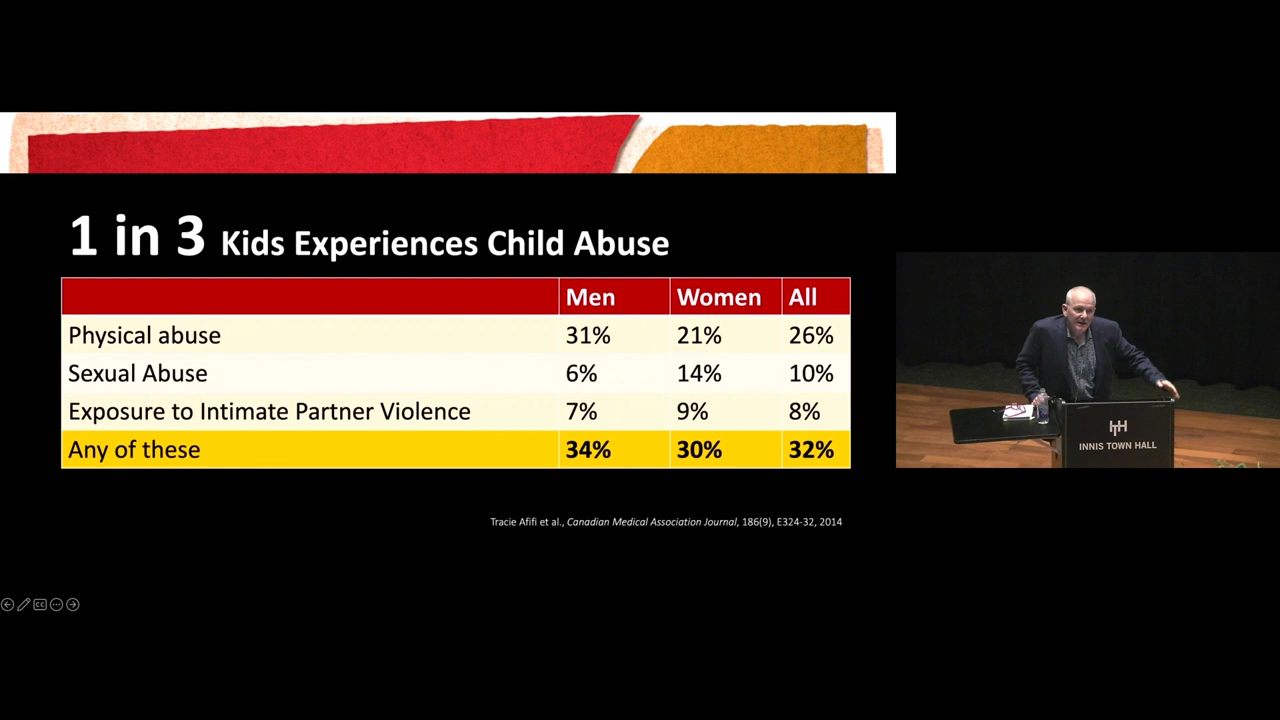 1 in 3 Kids Experiences Child Abuse
Men Women All
Physical abuse 31% 21% 26%
Sexual Abuse 6% 14% 10%
Exposure to Intimate Partner Violence 7% 9% 8%
Any of these 34% 30% 32%
Tracie Afifi et al., Canadian Medical Association Journal, 186(9), E324-32, 2014
CC
INNIS TOWN HALL